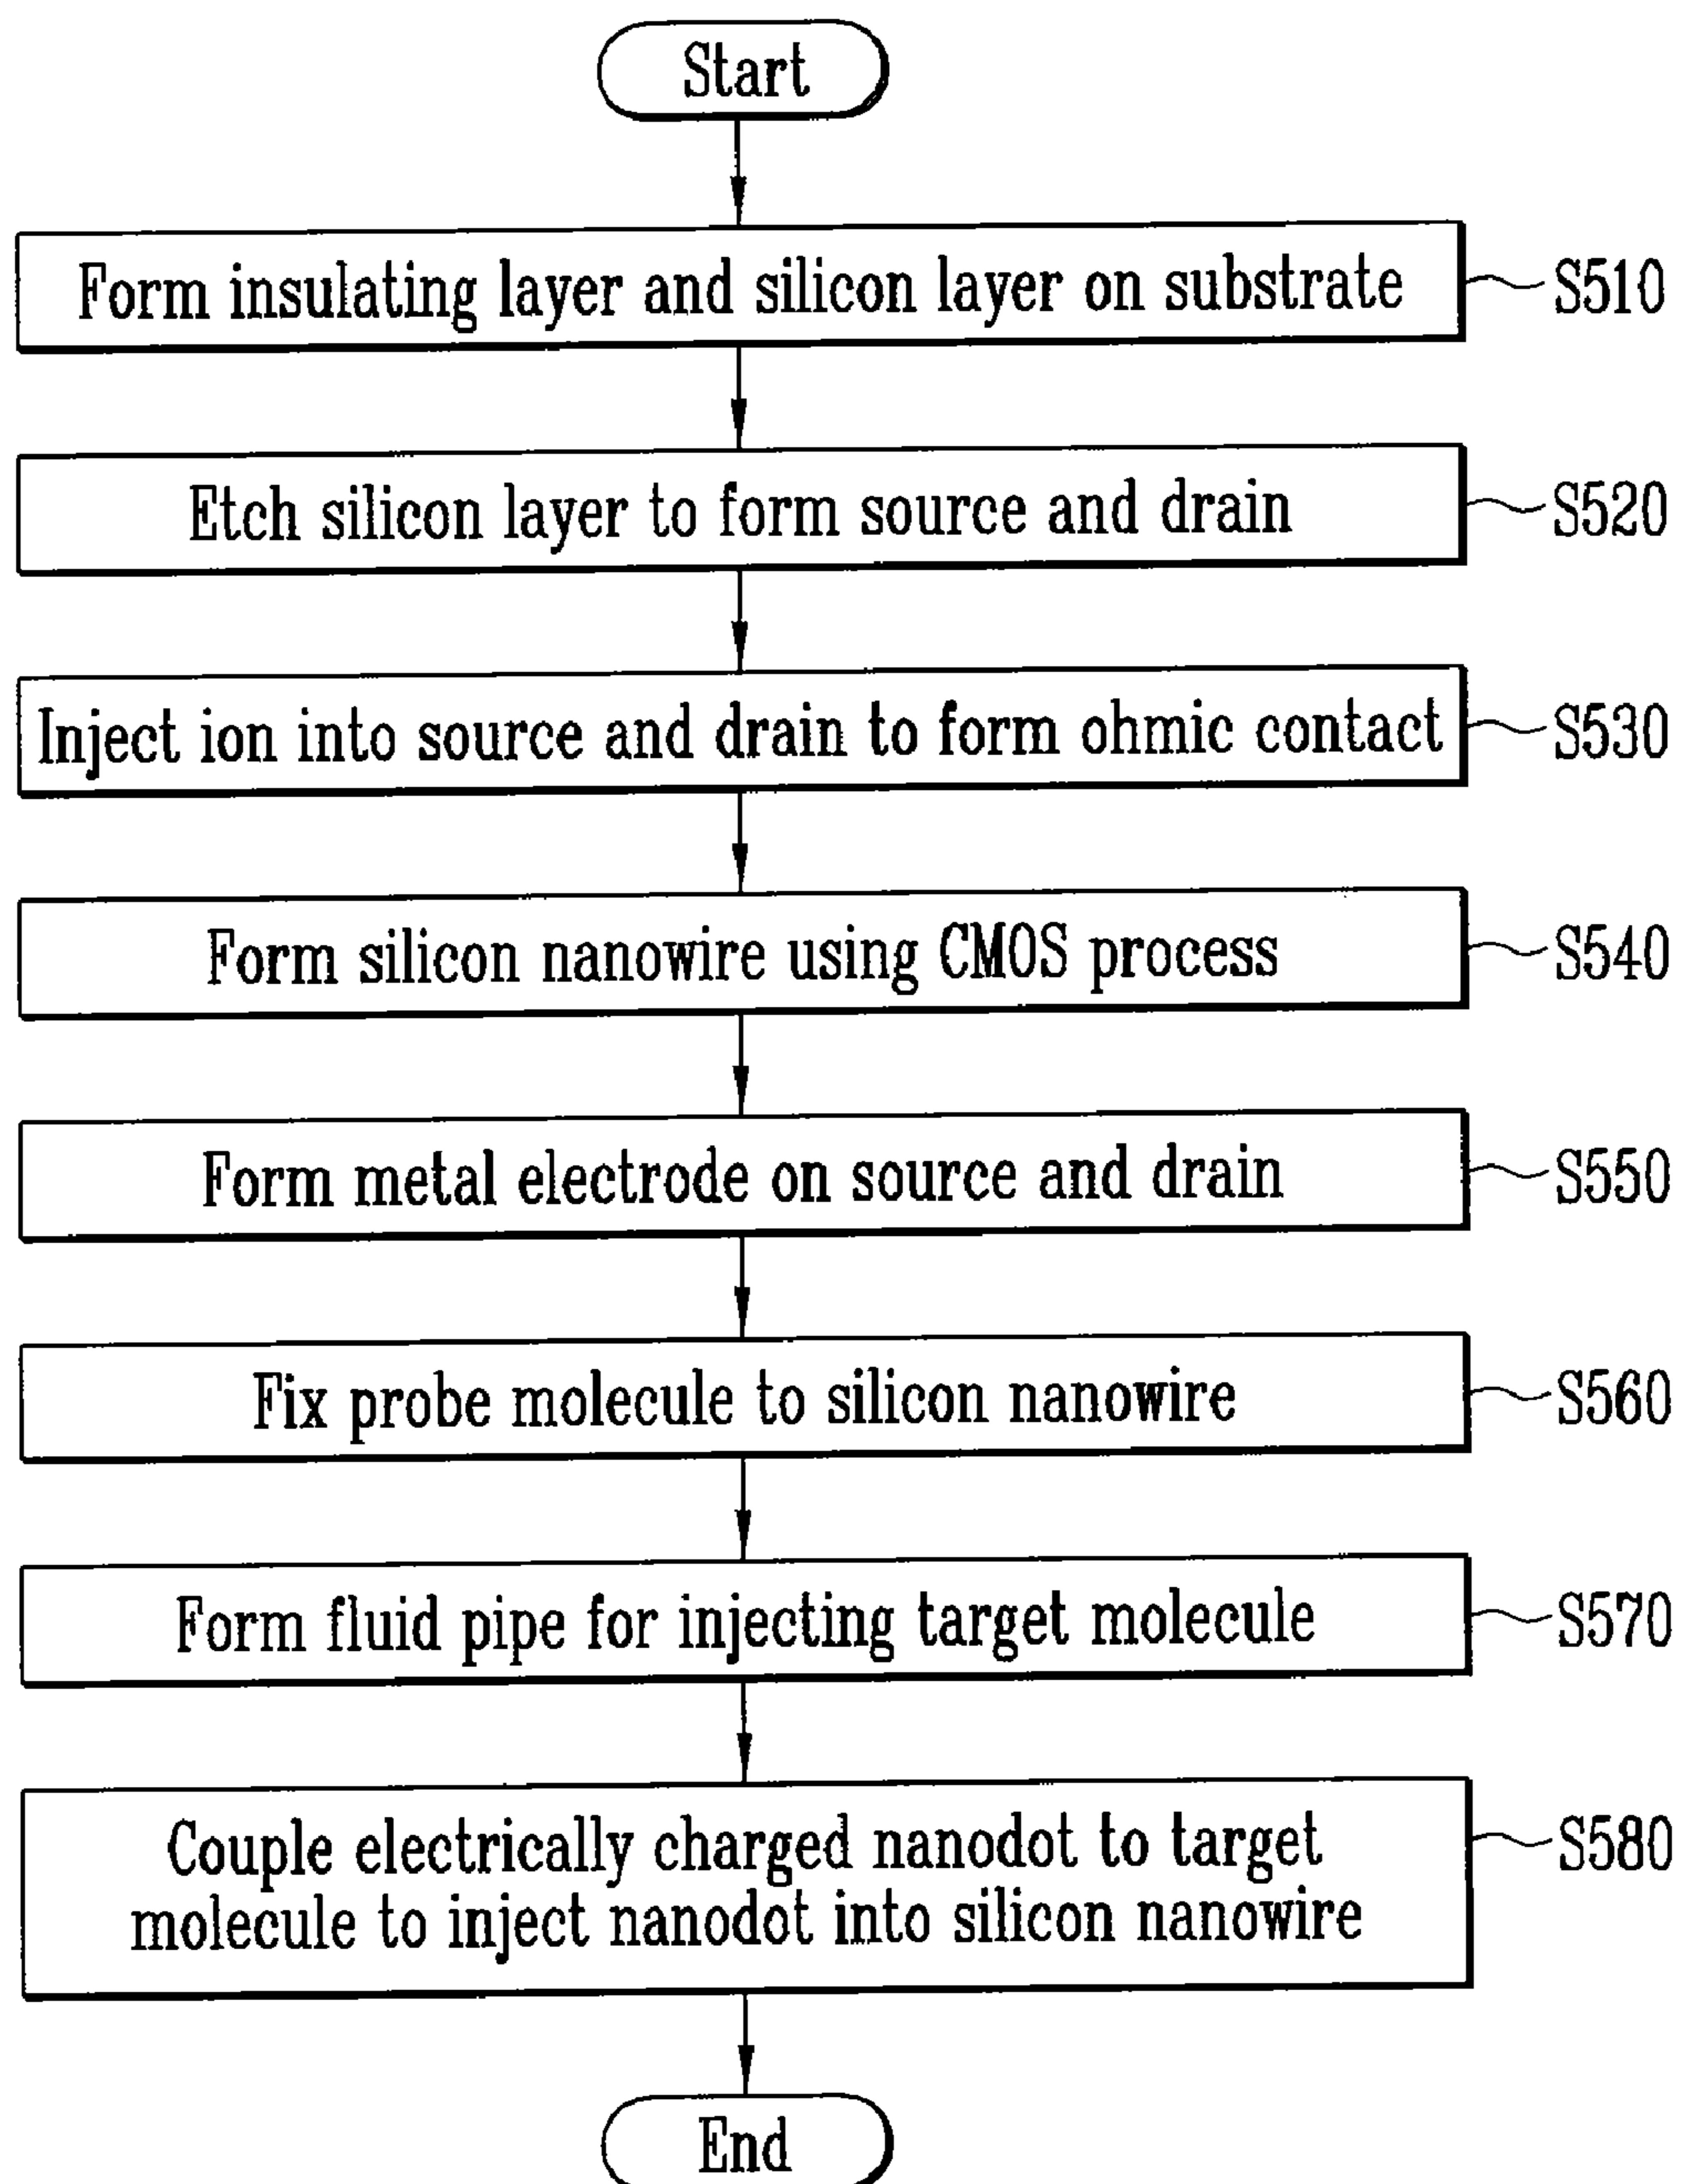 Start
Form insulating layer and silicon layer on substrate
S510
Etch silicon layer to form source and drain
S520
Inject ion into source and drain to form ohmic contact
S530
Form silicon nanowire using CMOS process
S540
Form metal electrode on source and drain
S550
Fix probe molecule to silicon nanowire
S560
Form fluid pipe for injecting target molecule
S570
Couple electrically charged nanodot to target
molecule to inject nanodot into silicon nanowire
S580
End